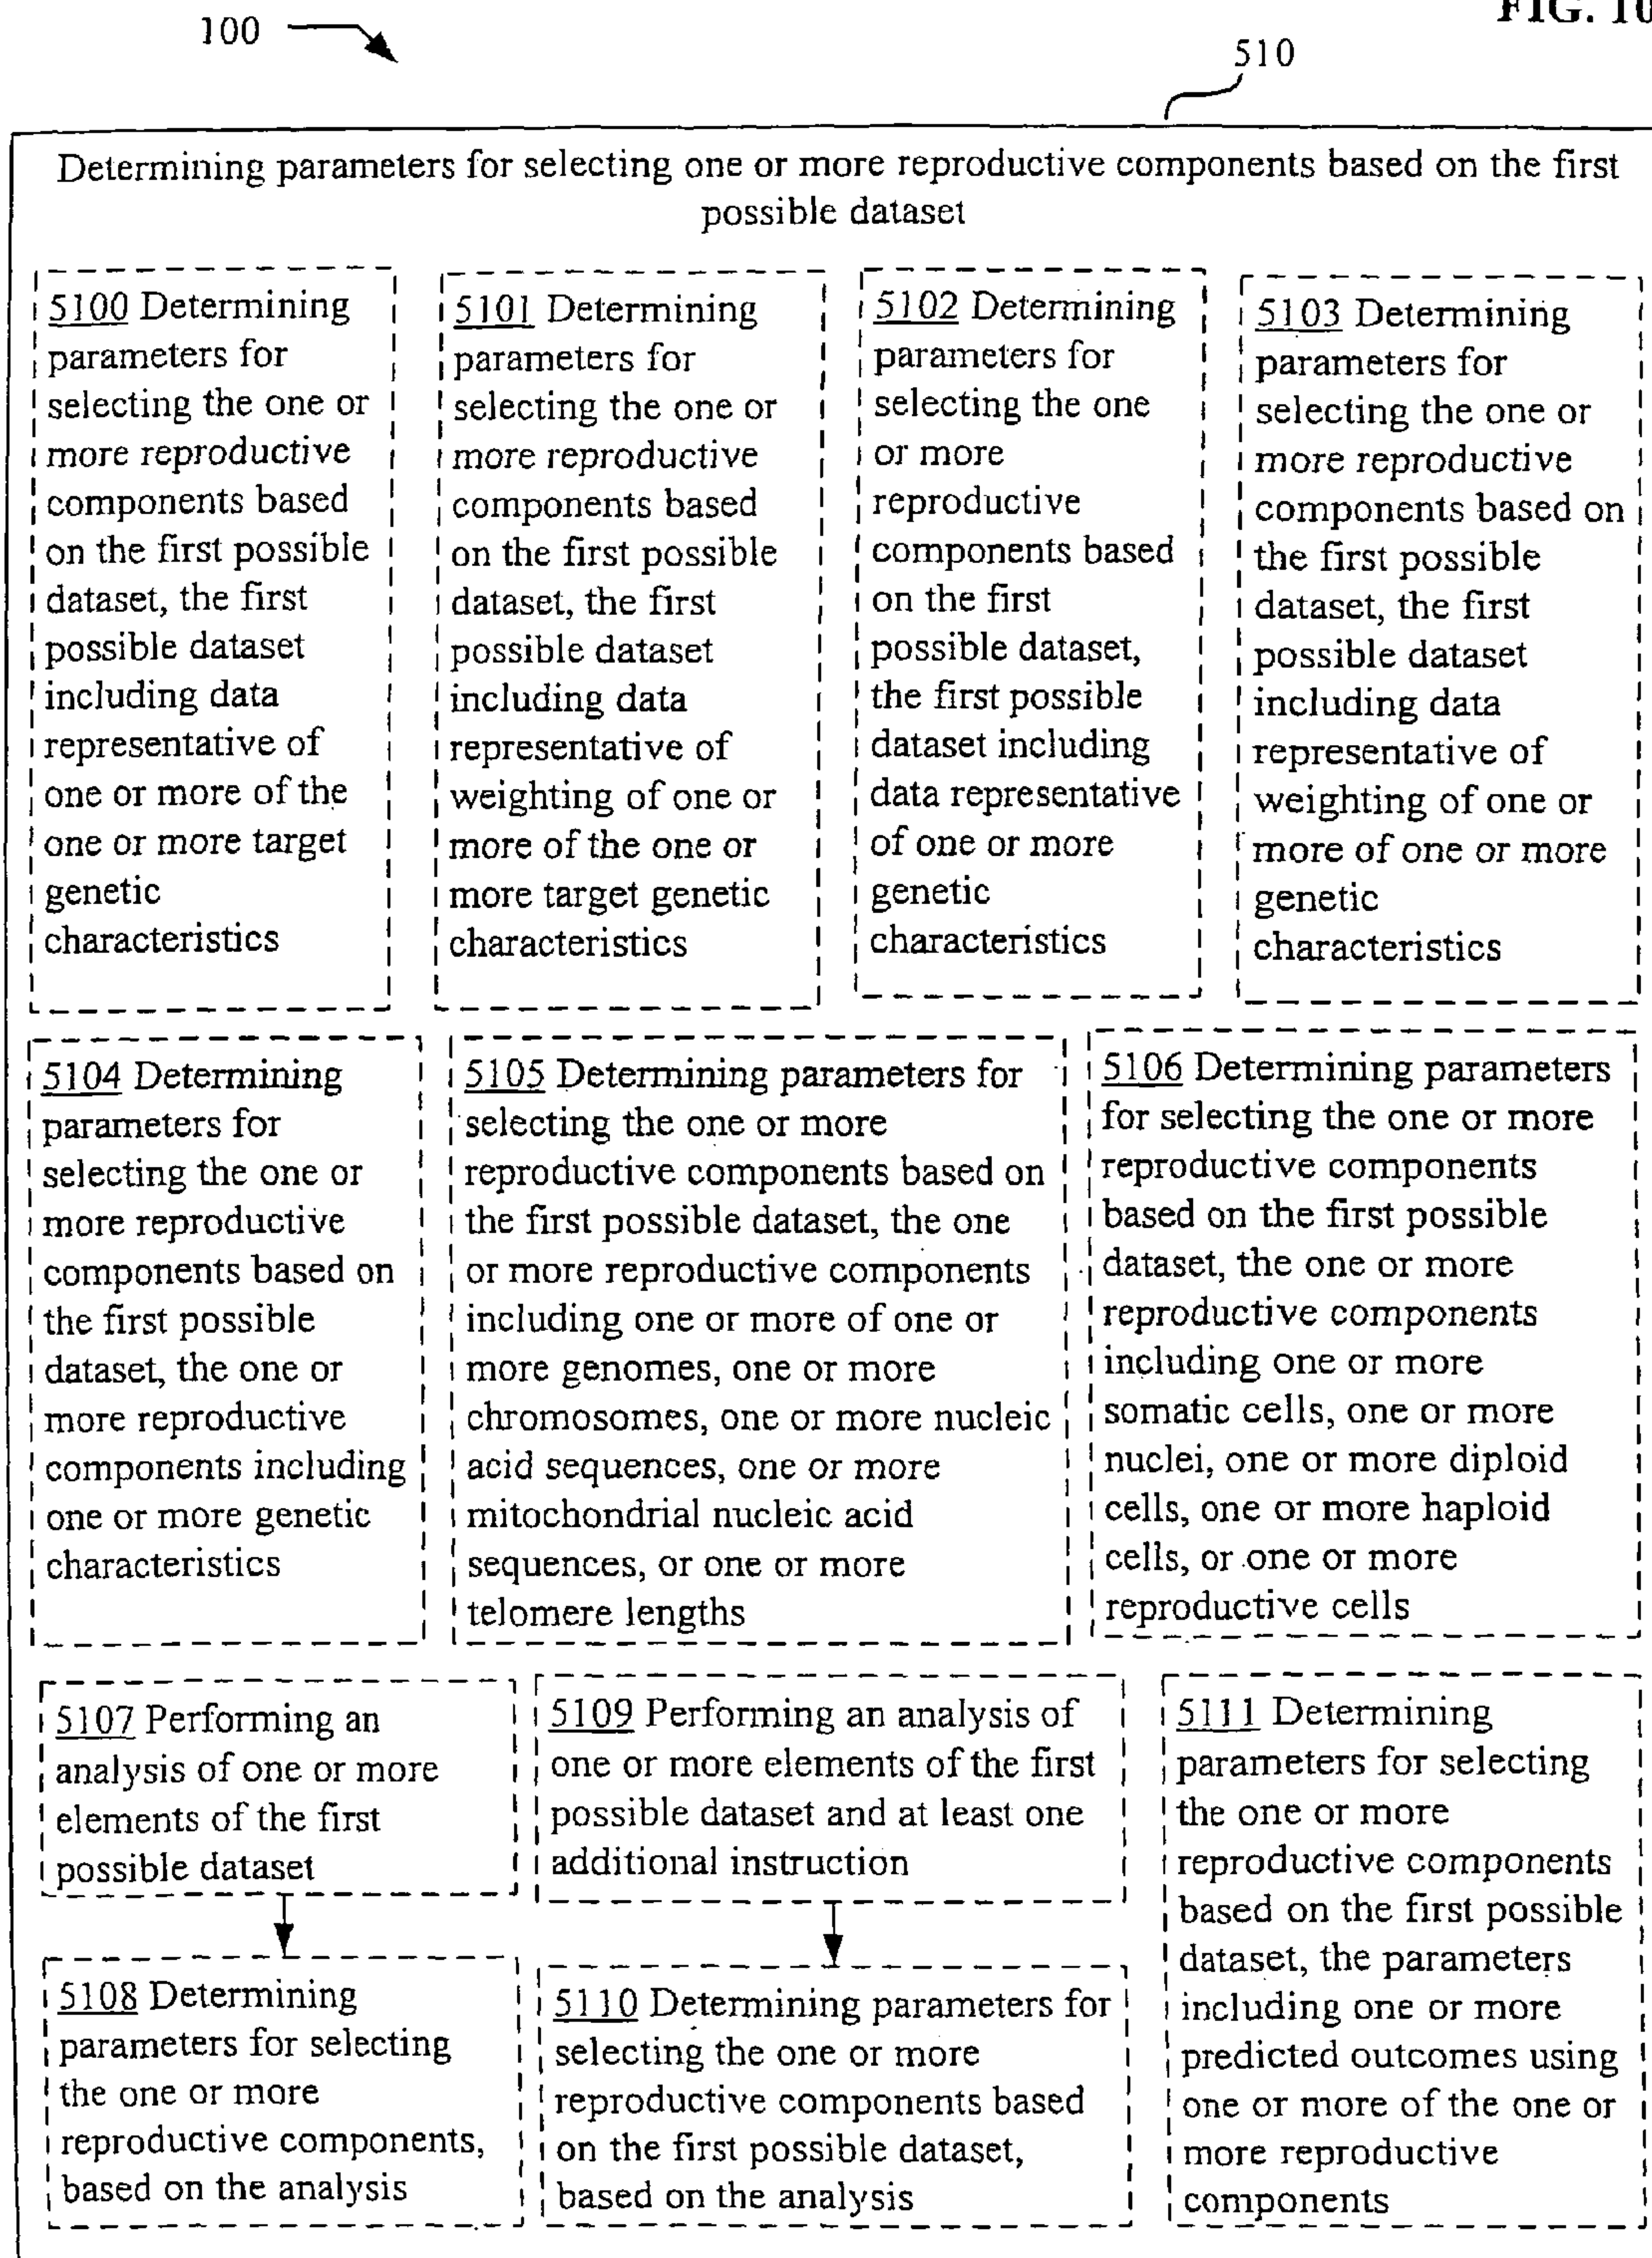 FIG. 10
100
510
Determining parameters for selecting one or more reproductive components based on the first
possible dataset
5100 Determining
parameters for
selecting the one or
more reproductive
components based
on the first possible
dataset, the first
possible dataset
including data
representative of
one or more of the
one or more target
genetic
characteristics
5101 Determining
parameters for
selecting the one or
more reproductive
components based
on the first possible
dataset, the first
possible dataset
including data
representative of
weighting of one or
more of the one or
more target genetic
characteristics
5102 Determining
parameters for
selecting the one
or more
reproductive
components based
on the first
possible dataset,
the first possible
dataset including
data representative
of one or more
genetic
characteristics
5103 Determining
parameters for
selecting the one or
more reproductive
components based on
the first possible
dataset, the first
possible dataset
including data
representative of
weighting of one or
more of one or more
genetic
characteristics
5104 Determining
parameters for
selecting the one or
more reproductive
components based on
the first possible
dataset, the one or
more reproductive
components including
one or more genetic
characteristics
5105 Determining parameters for
selecting the one or more
reproductive components based on
the first possible dataset, the one
or more reproductive components
including one or more of one or
more genomes, one or more
chromosomes, one or more nucleic
acid sequences, one or more
mitochondrial nucleic acid
sequences, or one or more
telomere lengths
5106 Determining parameters
for selecting the one or more
reproductive components
based on the first possible
dataset, the one or more
reproductive components
including one or more
somatic cells, one or more
nuclei, one or more diploid
cells, one or more haploid
cells, or one or more
reproductive cells
5107 Performing an
analysis of one or more
elements of the first
possible dataset
5108 Determining
parameters for selecting
the one or more
reproductive components,
based on the analysis
5109 Performing an analysis of
one or more elements of the first
possible dataset and at least one
additional instruction
5110 Determining parameters for
selecting the one or more
reproductive components based
on the first possible dataset,
based on the analysis
5111 Determining
parameters for selecting
the one or more
reproductive components
based on the first possible
dataset, the parameters
including one or more
predicted outcomes using
one or more of the one or
more reproductive
components